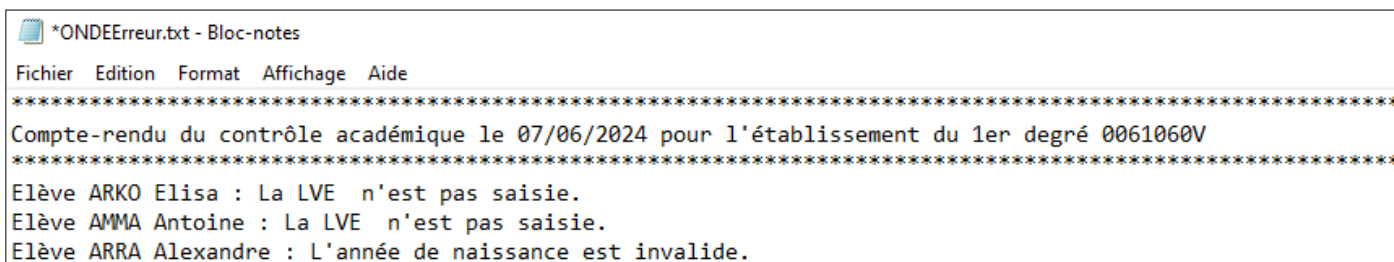 *ONDEErreur.txt - Bloc-notes
Fichier Edition Format Affichage Aide
************************************************************************************************************
Compte-rendu du contrôle académique le 07/06/2024 pour l'établissement du 1er degré 0061060V
************************************************************************************************************
Elève ARKO Elisa : La LVE  n'est pas saisie.
Elève AMMA Antoine : La LVE  n'est pas saisie.
Elève ARRA Alexandre : L'année de naissance est invalide.